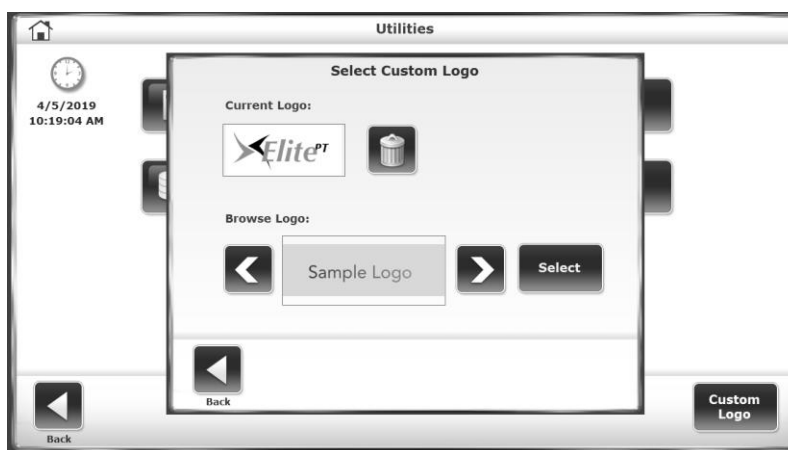 Utilities
Select Custom Logo
4/5/2019
10:19:04 AM
Current Logo:
ElitePT
Browse Logo:
Sample Logo
Select
Back
Back
Custom
Logo